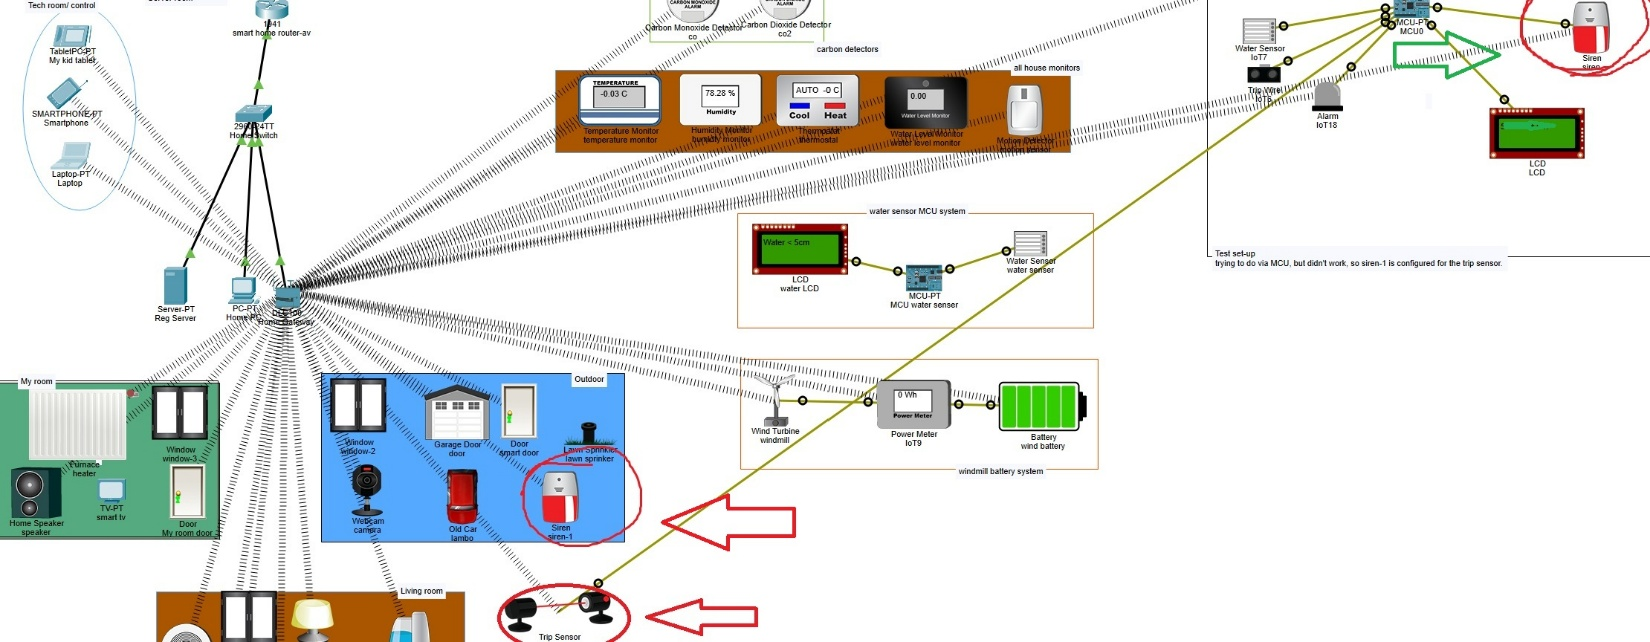 Tech room/ control
TabletPC-PT
My kid tablet
SMARTPHONE-PT
Smartphone
Laptop-PT
Laptop
1941
smart home router-av
Home Switch
Server-PT
Reg Server
PC-PT
Home PC
Home Gateway
CARBON MONOXIDE
ALARM
Carbon Monoxide Detector
co
ALARM
Carbon Dioxide Detector
co2
carbon detectors
all house monitors
TEMPERATURE
-0.03 C
Temperature Monitor
temperature monitor
78.28 %
Humidity
Humidity Monitor
humidity monitor
AUTO -0 C
Cool Heat
Thermostat
thermostat
0.00
Water Level Monitor
Water Level Monitor
water level monitor
Motion Detector
motion sensor
water sensor MCU system
Water < 5cm
LCD
water LCD
MCU-PT
MCU water senser
Water Sensor
water senser
Wind Turbine
windmill
0 Wh
Power Meter
Power Meter
IoT9
Battery
wind battery
windmill battery system
Water Sensor
IoT7
Trip Wire
Alarm
IoT18
MCU-PT
MCU0
Siren
siren
LCD
LCD
Test set-up
trying to do via MCU, but didn't work, so siren-1 is configured for the trip sensor.
My room
Furnace
heater
Window
window-3
Home Speaker
speaker
TV-PT
smart tv
Door
My room door
Outdoor
Window
window-2
Garage Door
door
Door
smart door
Lawn Sprinkler
lawn sprinker
Webcam
camera
Old Car
lambo
Siren
siren-1
Living room
Trip Sensor